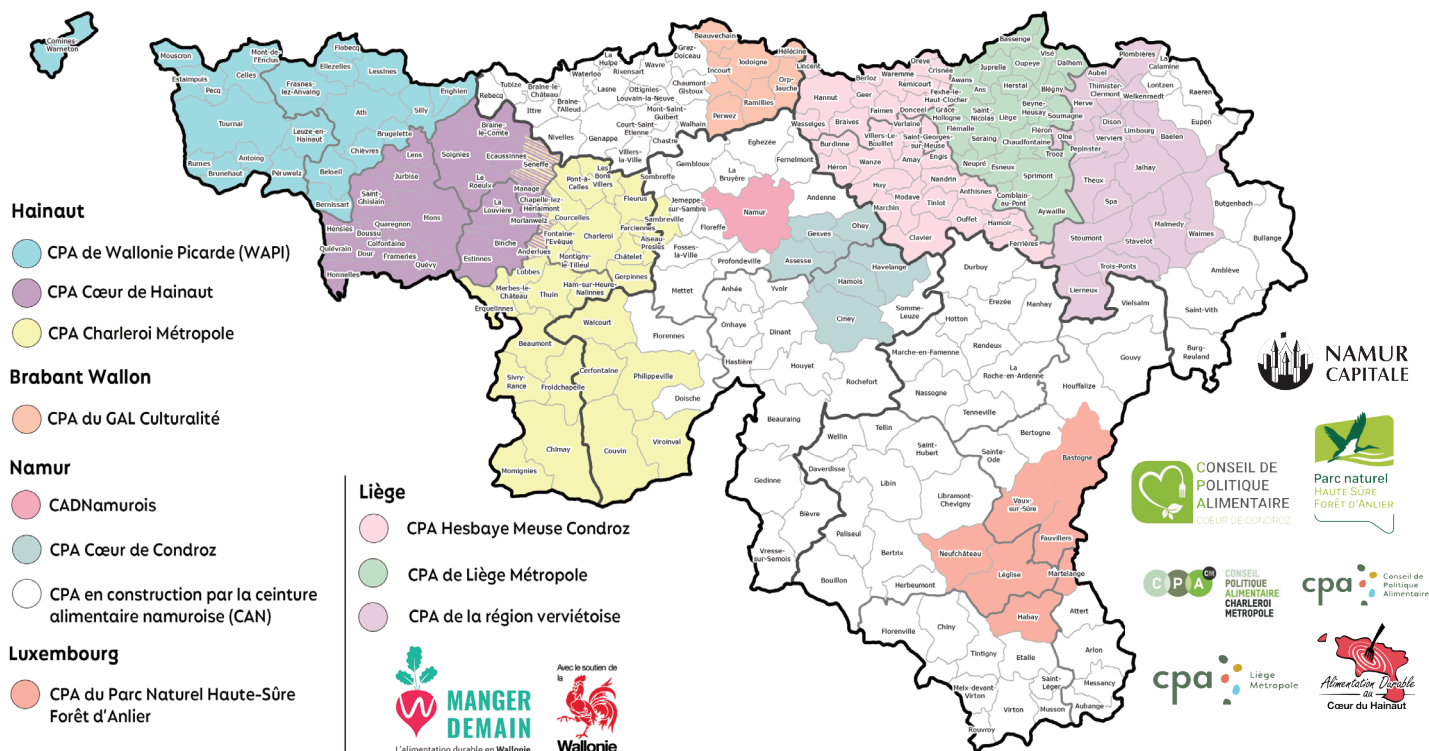 Comines-
Warneton
Mouscron
Mont-de-
l'Enclus
Flobecq
Estaimpuis
Celles
Ellezelles
Lessines
Pecq
Frasnes-
lez-Anvaing
Enghien
Ath
Silly
Tournai
Leuze-en-
Hainaut
Brugelette
Rumes
Antoing
Chièvres
Brunehaut
Péruwelz
Beloeil
Bernissart
Rebecq
Tubize
Braine-le-
Château
Ittre
Waterloo
La
Hulpe
Rixensart
Wavre
Grez-
Doiceau
Lasne
Ottignies-
Louvain-la-Neuve
Chaumont-
Gistoux
Braine-
l'Alleud
Mont-Saint-
Guibert
Court-Saint-
Etienne
Walhain
Nivelles
Genappe
Chastre
Villers-
la-Ville
Beauvechain
Hélécine
Incourt
Jodoigne
Orp-
Jauche
Ramillies
Perwez
Lincent
Braine-
le-Comte
Lens
Soignies
Ecaussinnes
Seneffe
Jurbise
Le
Roeulx
Manage
Saint-
Ghislain
La
Louvière
Chapelle-lez-
Herlaimont
Mons
Morlanwelz
Quaregnon
Hensies
Boussu
Colfontaine
Quiévrain
Dour
Frameries
Quévy
Honnelles
Binche
Estinnes
Anderlues
Les
Bons
Villers
Pont-à-
Celles
Fleurus
Courcelles
Fontaine-
l'Evêque
Charleroi
Farciennes
Aiseau-
Presles
Montigny-
le-Tilleul
Châtelet
Lobbes
Gerpinnes
Merbes-le-
Château
Thuin
Ham-sur-Heure-
Nalinnes
Erquelinnes
Walcourt
Beaumont
Cerfontaine
Philippeville
Sivry-
Rance
Froidchapelle
Doische
Chimay
Couvin
Viroinval
Momignies
Eghezée
Gembloux
La
Bruyère
Fernelmont
Sombreffe
Andenne
Jemeppe-
sur-Sambre
Namur
Sambreville
Floreffe
Fosses-
la-Ville
Profondeville
Gesves
Ohey
Assesse
Havelange
Hamois
Mettet
Anhée
Yvoir
Ciney
Somme-
Leuze
Onhaye
Dinant
Florennes
Hastière
Houyet
Rochefort
Beauraing
Gedinne
Bièvre
Vresse-
sur-Semois
Hannut
Berloz
Waremme
Oreye
Crisnée
Remicourt
Geer
Fexhe-le-
Haut-Clocher
Faimes
Donceel
Wasseiges
Braives
Verlaine
Villers-Le-
Bouillet
Saint-Georges-
sur-Meuse
Burdinne
Wanze
Amay
Engis
Héron
Huy
Nandrin
Modave
Anthisnes
Marchin
Tinlot
Ouffet
Hamoir
Clavier
Ferrières
Bassenge
Juprelle
Oupeye
Visé
Dalhem
Awans
Ans
Herstal
Blégny
Grâce-
Hollogne
Saint-
Nicolas
Liège
Beyne-
Heusay
Soumagne
Flémalle
Fléron
Seraing
Chaudfontaine
Olne
Trooz
Neupré
Esneux
Sprimont
Comblain-
au-Pont
Aywaille
Plombières
La
Calamine
Aubel
Thimister-
Clermont
Lontzen
Welkenraedt
Raeren
Herve
Dison
Limbourg
Eupen
Verviers
Baelen
Pepinster
Jalhay
Theux
Spa
Butgenbach
Malmedy
Waimes
Stoumont
Stavelot
Bullange
Trois-Ponts
Amblève
Lierneux
Saint-Vith
Burg-
Reuland
Durbuy
Erezée
Manhay
Vielsalm
Hotton
Rendeux
Gouvy
Marche-en-Famenne
La
Roche-en-Ardenne
Houffalize
Nassogne
Tenneville
Bertogne
Wellin
Tellin
Saint-
Hubert
Sainte-
Ode
Bastogne
Daverdisse
Libin
Libramont-
Chevigny
Vaux-
sur-Sûre
Paliseul
Fauvillers
Bertrix
Neufchâteau
Léglise
Martelange
Bouillon
Herbeumont
Habay
Attert
Florenville
Chiny
Tintigny
Etalle
Arlon
Meix-devant-
Virton
Saint-
Léger
Messancy
Virton
Musson
Aubange
Rouvroy
Hainaut
CPA de Wallonie Picarde (WAPI)
CPA Cœur de Hainaut
CPA Charleroi Métropole
Brabant Wallon
CPA du GAL Culturalité
Namur
CADNamurois
CPA Cœur de Condroz
CPA en construction par la ceinture
alimentaire namuroise (CAN)
Luxembourg
CPA du Parc Naturel Haute-Sûre
Forêt d'Anlier
Liège
CPA Hesbaye Meuse Condroz
CPA de Liège Métropole
CPA de la région verviétoise
MANGER
DEMAIN
L'alimentation durable en Wallonie
Avec le soutien de
la
Wallonie
NAMUR
CAPITALE
CONSEIL DE
POLITIQUE
ALIMENTAIRE
COEUR DE CONDROZ
Parc naturel
HAUTE SÛRE
FORÊT D'ANLIER
CPA CM
CONSEIL
POLITIQUE
ALIMENTAIRE
CHARLEROI
METROPOLE
cpa
Conseil de
Politique
Alimentaire
cpa
Liège
Métropole
Alimentation Durable
au
Cœur du Hainaut